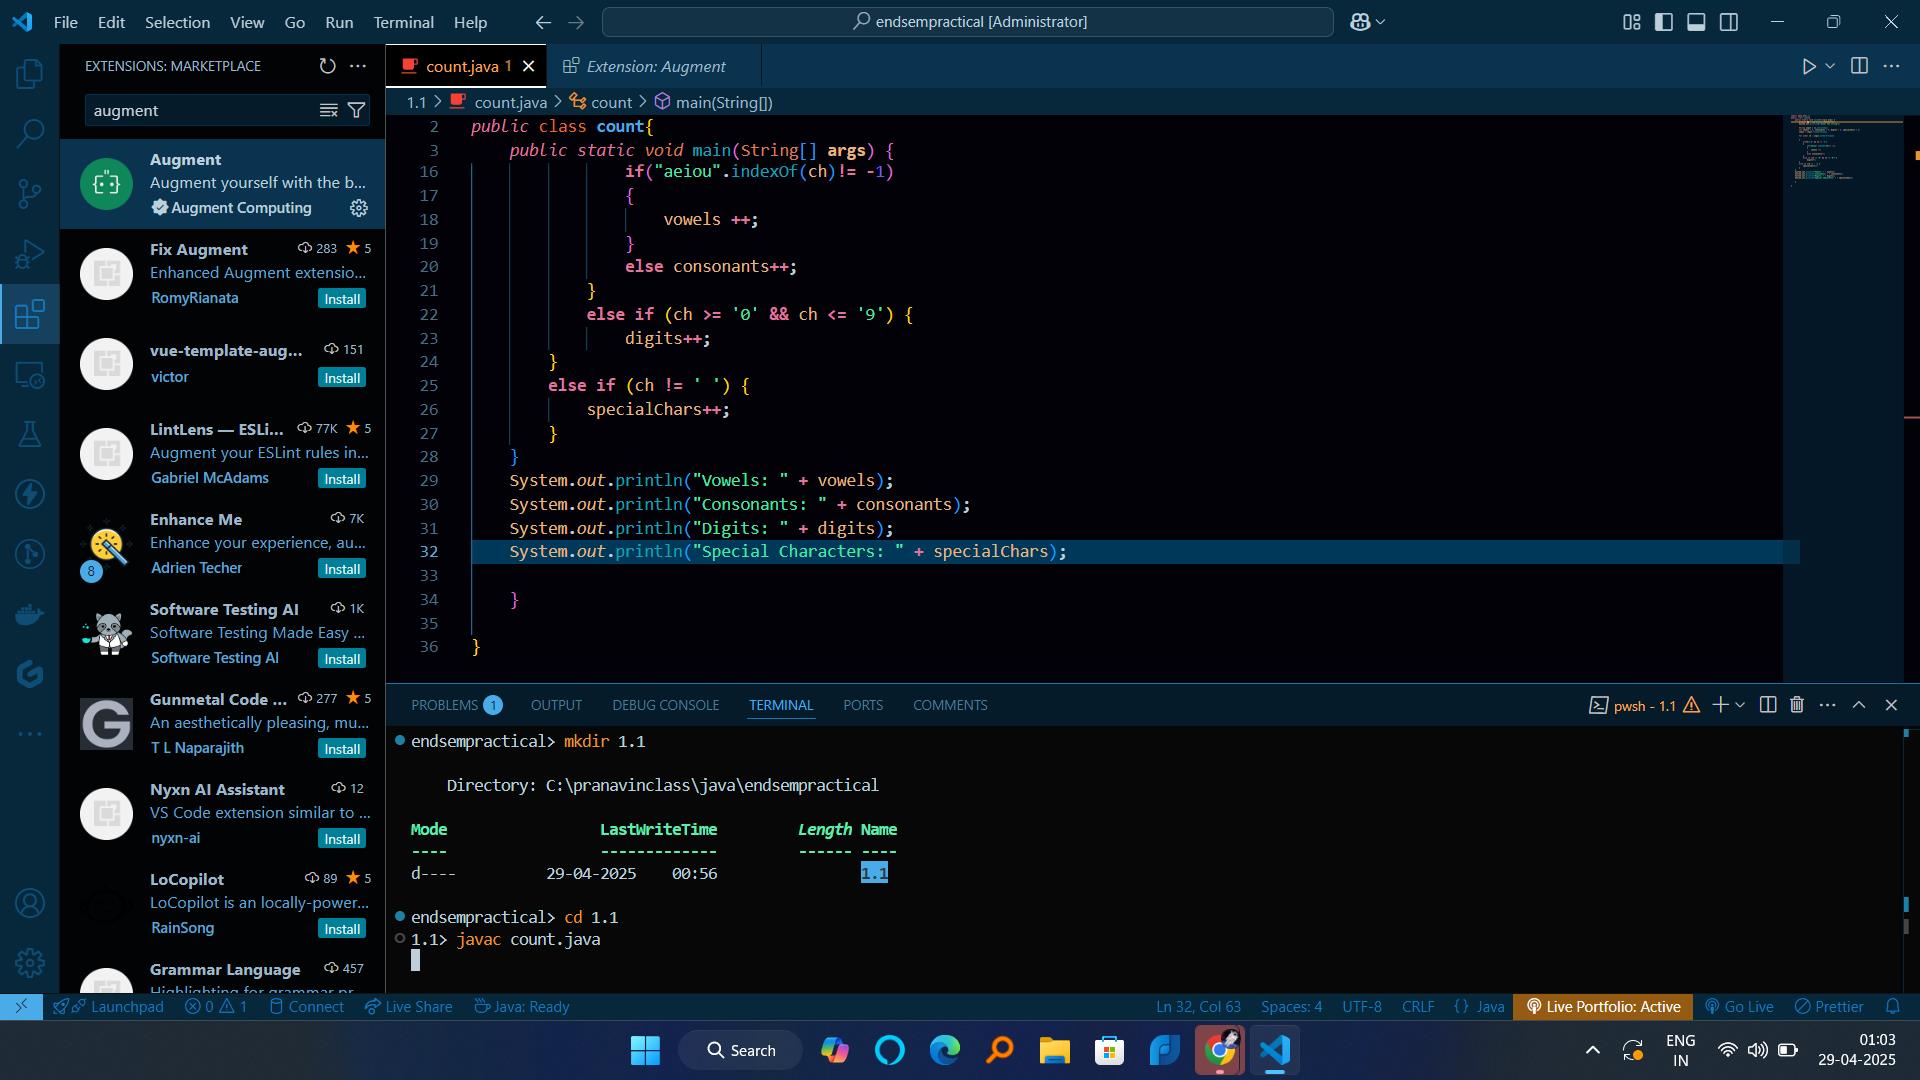 File Edit Selection View Go Run Terminal Help
endsempractical [Administrator]
EXTENSIONS: MARKETPLACE
augment
Augment
Augment yourself with the b...
Augment Computing
Fix Augment 283 5
Enhanced Augment extensio...
RomyRianata Install
vue-template-aug... 151
victor Install
LintLens — ESLi... 77K 5
Augment your ESLint rules in...
Gabriel McAdams Install
Enhance Me 7K
Enhance your experience, au...
Adrien Techer Install
8
Software Testing AI 1K
Software Testing Made Easy ...
Software Testing AI Install
Gunmetal Code ... 277 5
An aesthetically pleasing, mu...
T L Naparajith Install
Nyxn AI Assistant 12
VS Code extension similar to ...
nyxn-ai Install
LoCopilot 89 5
LoCopilot is an locally-power...
RainSong Install
Grammar Language 457
count.java 1
Extension: Augment
1.1 > count.java > count > main(String[])
2 public class count{
3 public static void main(String[] args) {
16 if("aeiou".indexOf(ch)!= -1)
17 {
18 vowels ++;
19 }
20 else consonants++;
21 }
22 else if (ch >= '0' && ch <= '9') {
23 digits++;
24 }
25 else if (ch != ' ') {
26 specialChars++;
27 }
28 }
29 System.out.println("Vowels: " + vowels);
30 System.out.println("Consonants: " + consonants);
31 System.out.println("Digits: " + digits);
32 System.out.println("Special Characters: " + specialChars);
33
34 }
35
36 }
PROBLEMS 1 OUTPUT DEBUG CONSOLE TERMINAL PORTS COMMENTS
pwsh - 1.1
endsempractical> mkdir 1.1
Directory: C:\pranavinclass\java\endsempractical
Mode LastWriteTime Length Name
---- ------------- ------ ----
d---- 29-04-2025 00:56 1.1
endsempractical> cd 1.1
1.1> javac count.java
Launchpad 0 1 Connect Live Share Java: Ready
Ln 32, Col 63 Spaces: 4 UTF-8 CRLF {} Java Live Portfolio: Active Go Live Prettier
Search
ENG
IN
01:03
29-04-2025